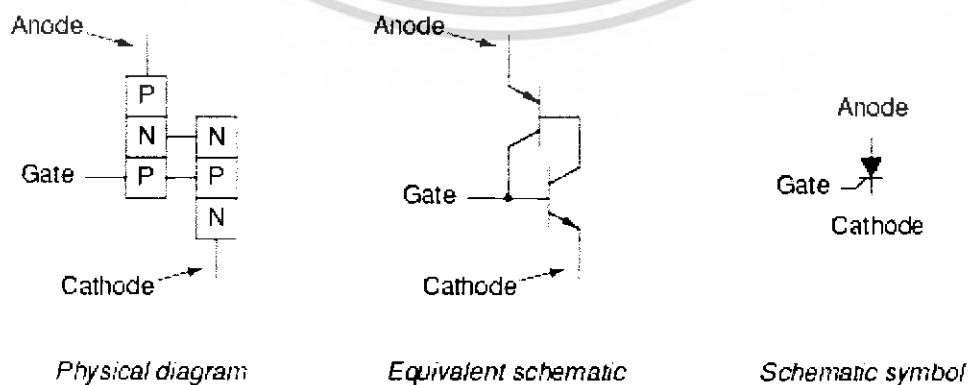 Anode
P
N
N
Gate
P
P
N
Cathode
Physical diagram
Anode
Gate
Cathode
Equivalent schematic
Anode
Gate
Cathode
Schematic symbol